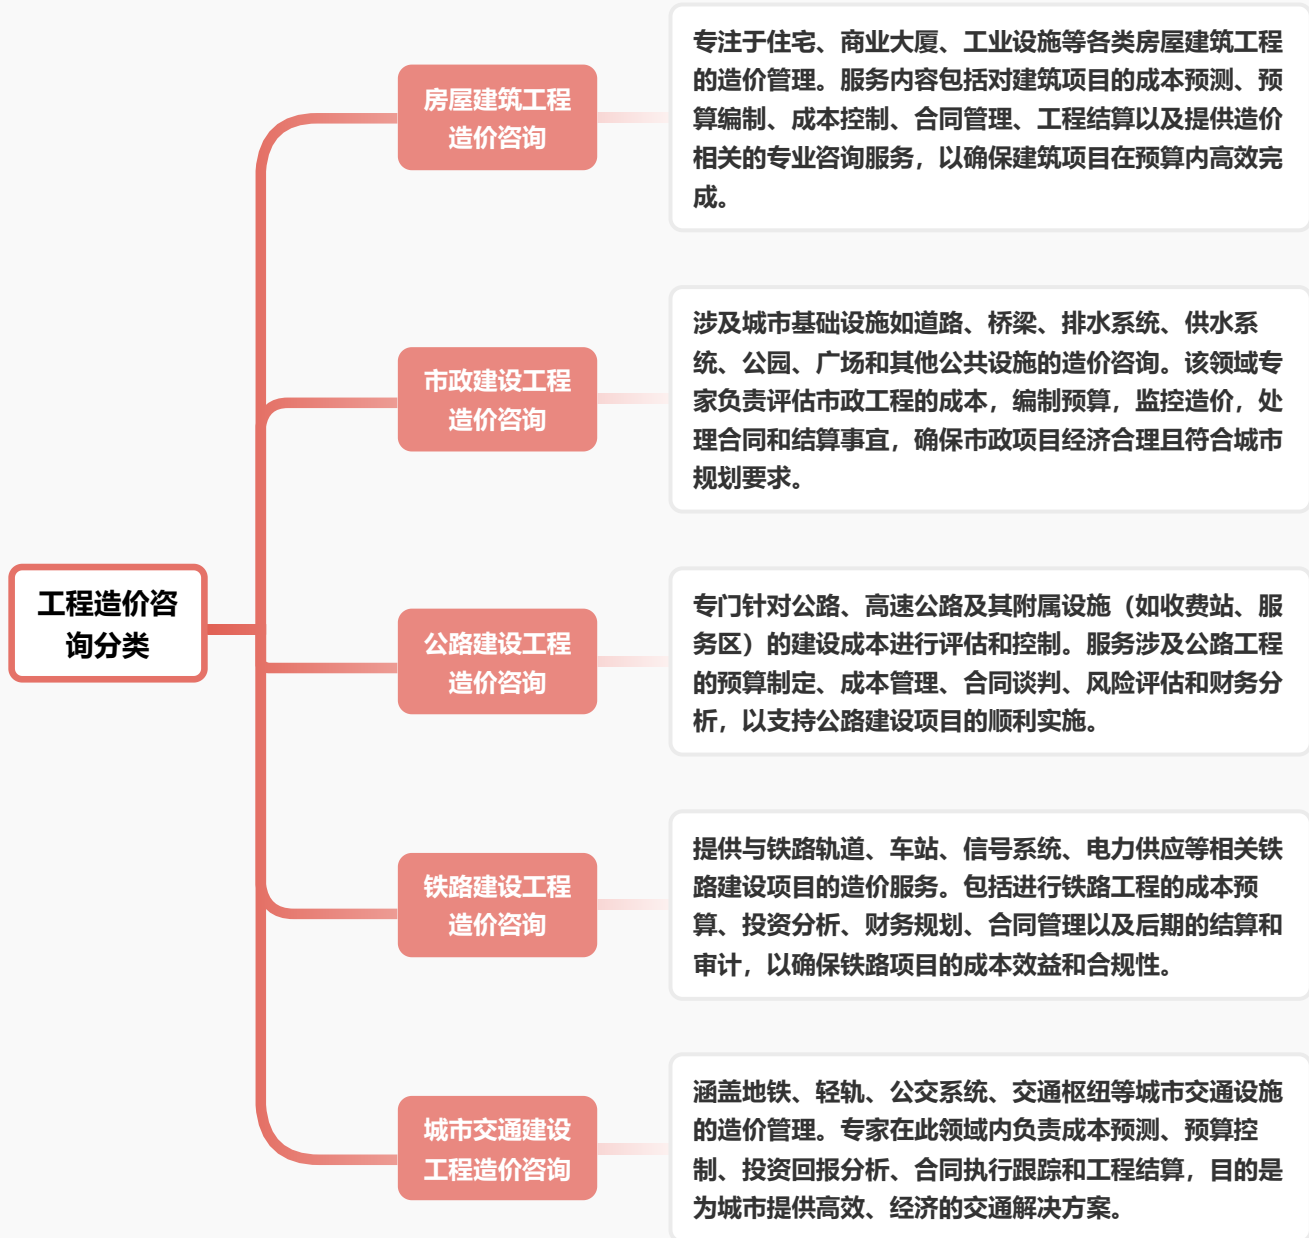 工程造价咨
询分类
房屋建筑工程
造价咨询
专注于住宅、商业大厦、工业设施等各类房屋建筑工程
的造价管理。服务内容包括对建筑项目的成本预测、预
算编制、成本控制、合同管理、工程结算以及提供造价
相关的专业咨询服务，以确保建筑项目在预算内高效完
成。
市政建设工程
造价咨询
涉及城市基础设施如道路、桥梁、排水系统、供水系
统、公园、广场和其他公共设施的造价咨询。该领域专
家负责评估市政工程的成本，编制预算，监控造价，处
理合同和结算事宜，确保市政项目经济合理且符合城市
规划要求。
公路建设工程
造价咨询
专门针对公路、高速公路及其附属设施（如收费站、服
务区）的建设成本进行评估和控制。服务涉及公路工程
的预算制定、成本管理、合同谈判、风险评估和财务分
析，以支持公路建设项目的顺利实施。
铁路建设工程
造价咨询
提供与铁路轨道、车站、信号系统、电力供应等相关铁
路建设项目的造价服务。包括进行铁路工程的成本预
算、投资分析、财务规划、合同管理以及后期的结算和
审计，以确保铁路项目的成本效益和合规性。
城市交通建设
工程造价咨询
涵盖地铁、轻轨、公交系统、交通枢纽等城市交通设施
的造价管理。专家在此领域内负责成本预测、预算控
制、投资回报分析、合同执行跟踪和工程结算，目的是
为城市提供高效、经济的交通解决方案。